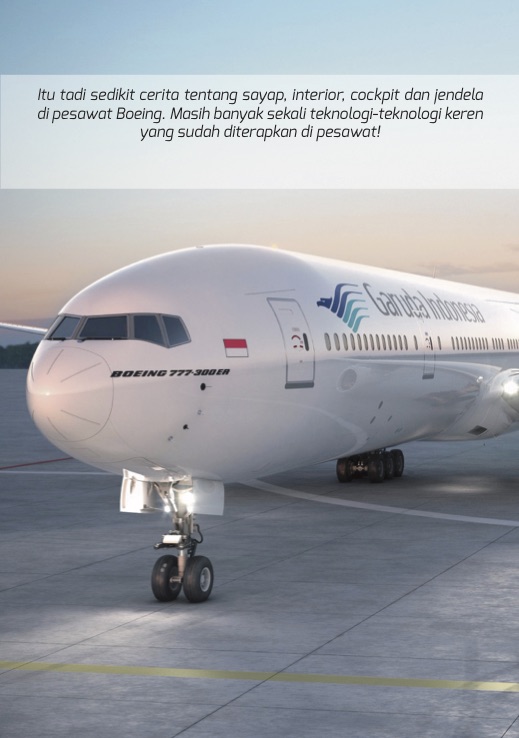 Itu tadi sedikit cerita tentang sayap, interior, cockpit dan jendela
di pesawat Boeing. Masih banyak sekali teknologi-teknologi keren
yang sudah diterapkan di pesawat!
Garuda Indonesia
BOEING 777-300ER